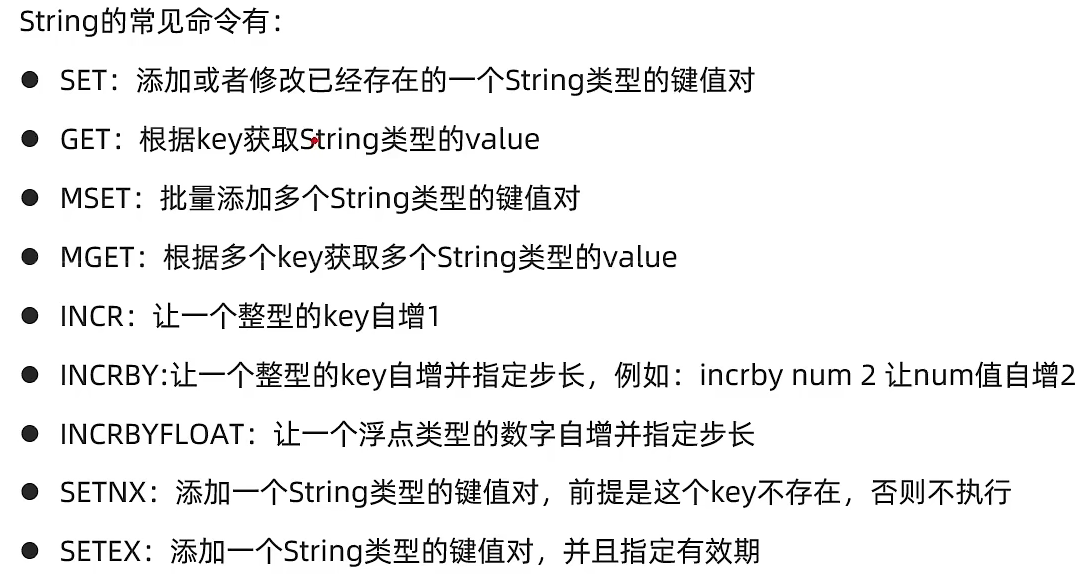 String的常见命令有：
● SET：添加或者修改已经存在的一个String类型的键值对
● GET：根据key获取String类型的value
● MSET：批量添加多个String类型的键值对
● MGET：根据多个key获取多个String类型的value
● INCR：让一个整型的key自增1
● INCRBY:让一个整型的key自增并指定步长，例如：incrby num 2 让num值自增2
● INCRBYFLOAT：让一个浮点类型的数字自增并指定步长
● SETNX：添加一个String类型的键值对，前提是这个key不存在，否则不执行
● SETEX：添加一个String类型的键值对，并且指定有效期